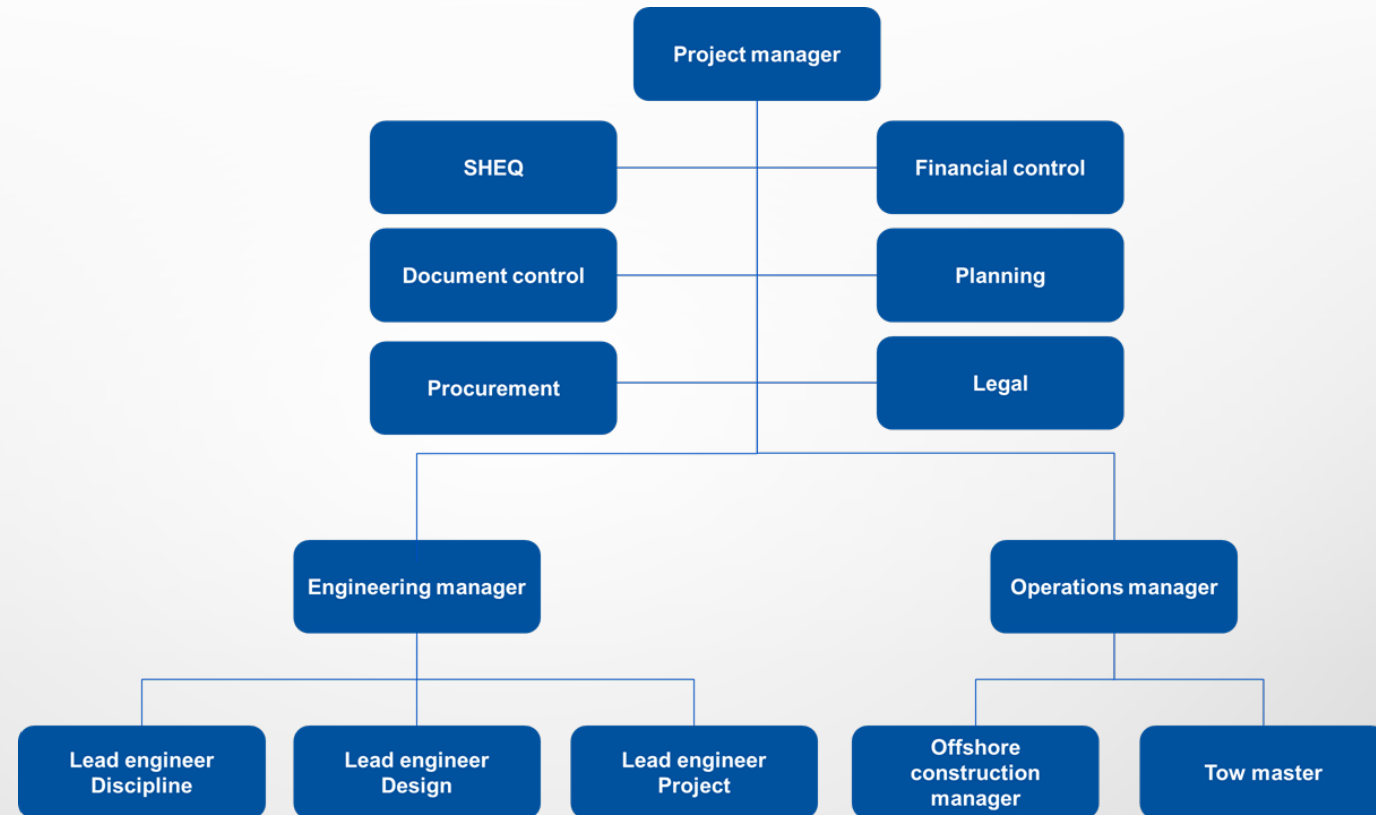 Project manager
SHEQ
Financial control
Document control
Planning
Procurement
Legal
Engineering manager
Operations manager
Lead engineer
Discipline
Lead engineer
Design
Lead engineer
Project
Offshore
construction
manager
Tow master